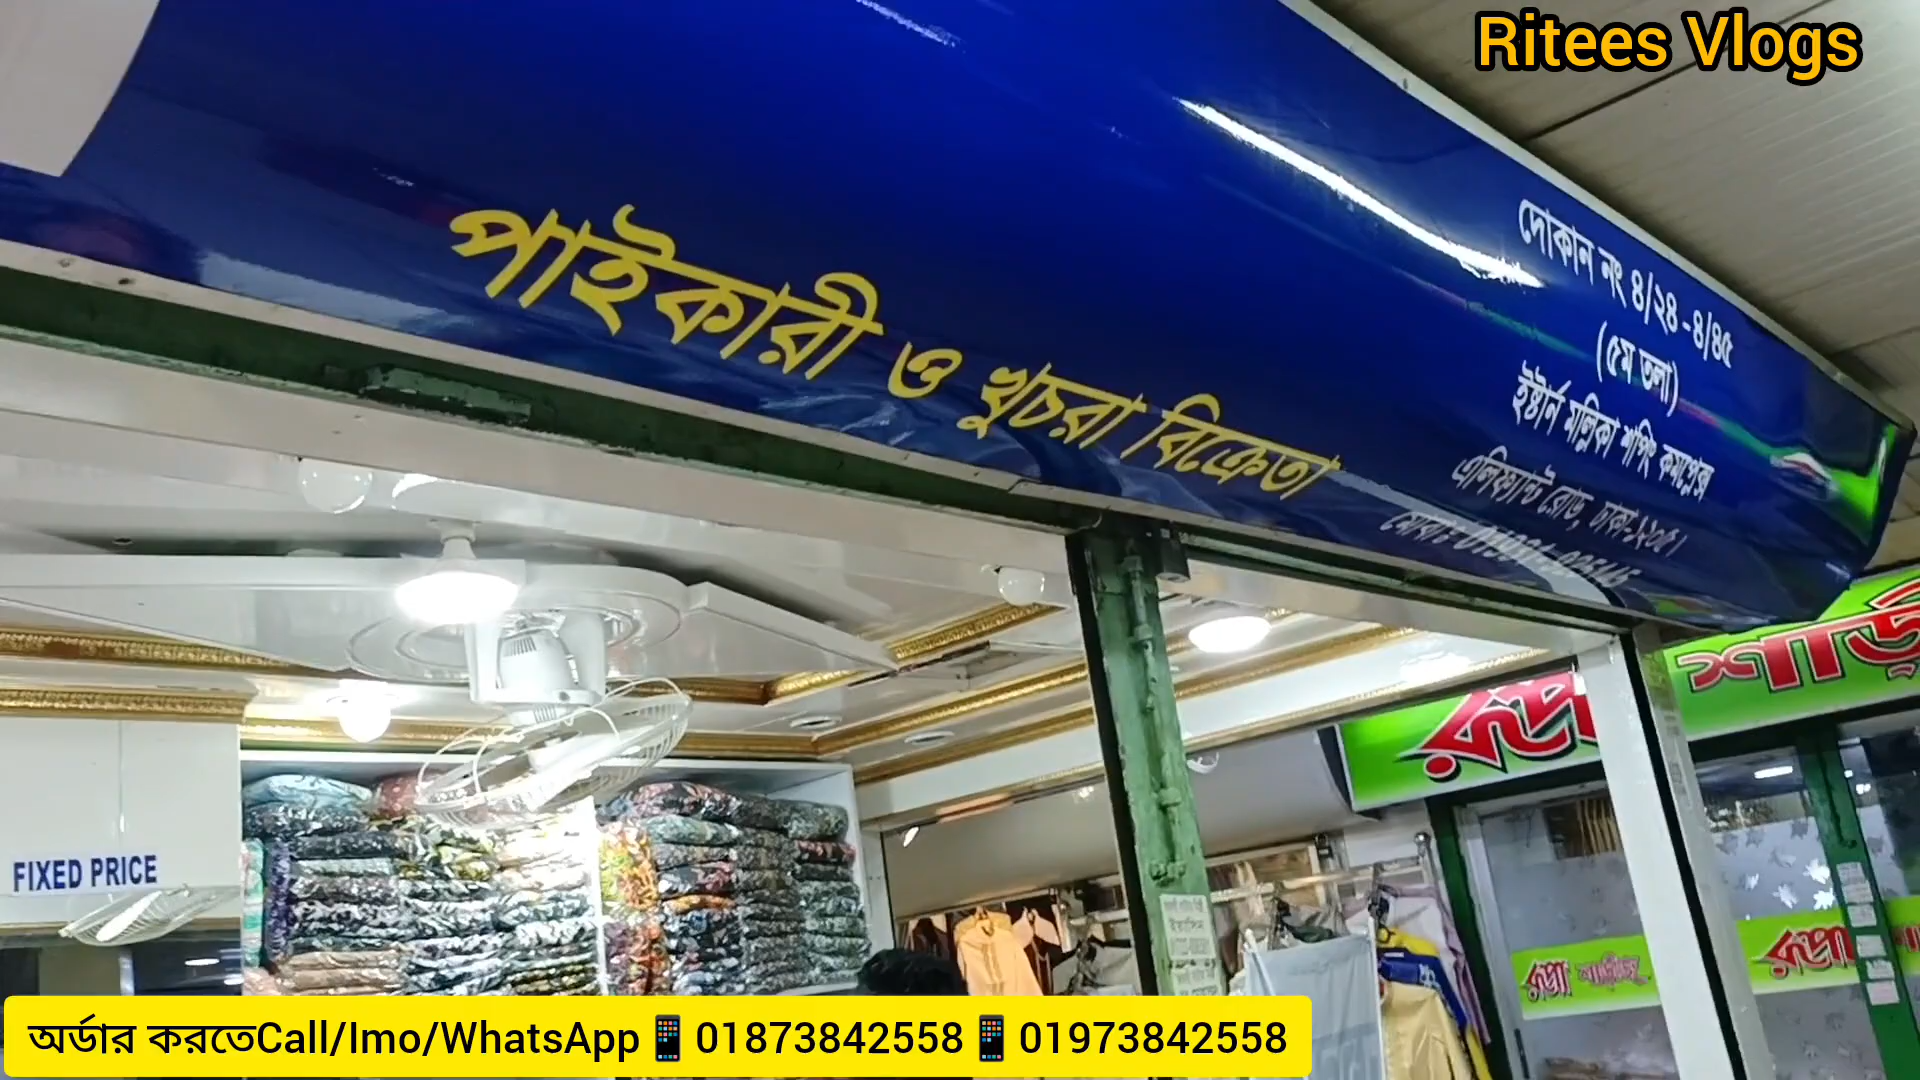 Ritees Vlogs
পাইকারী ও খুচরা বিক্রেতা
দোকান নং ৪/২৪-৪/৪৫
(৫ম তলা)
ইষ্টার্ন মল্লিকা শপিং কমপ্লেক্স
এলিফ্যান্ট রোড, ঢাকা-১২০৫।
মোবাঃ
রূপা
শাড়ী
FIXED PRICE
রূপা শাড়ীজ
রূপা
অর্ডার করতেCall/Imo/WhatsApp📱01873842558📱01973842558